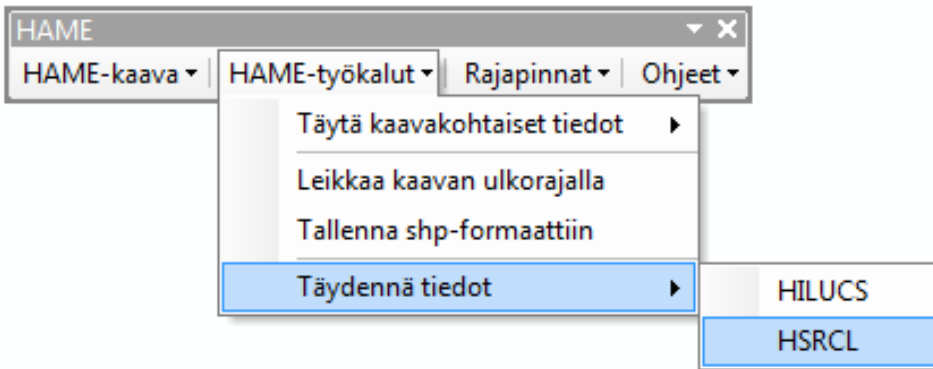 HAME
HAME-kaava HAME-työkalut Rajapinnat Ohjeet
Täytä kaavakohtaiset tiedot
Leikkaa kaavan ulkorajalla
Tallenna shp-formaattiin
Täydennä tiedot
HILUCS
HSRCL